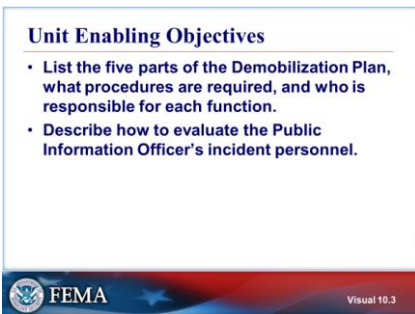 Unit Enabling Objectives
• List the five parts of the Demobilization Plan,
what procedures are required, and who is
responsible for each function.
• Describe how to evaluate the Public
Information Officer's incident personnel.
FEMA
Visual 10.3